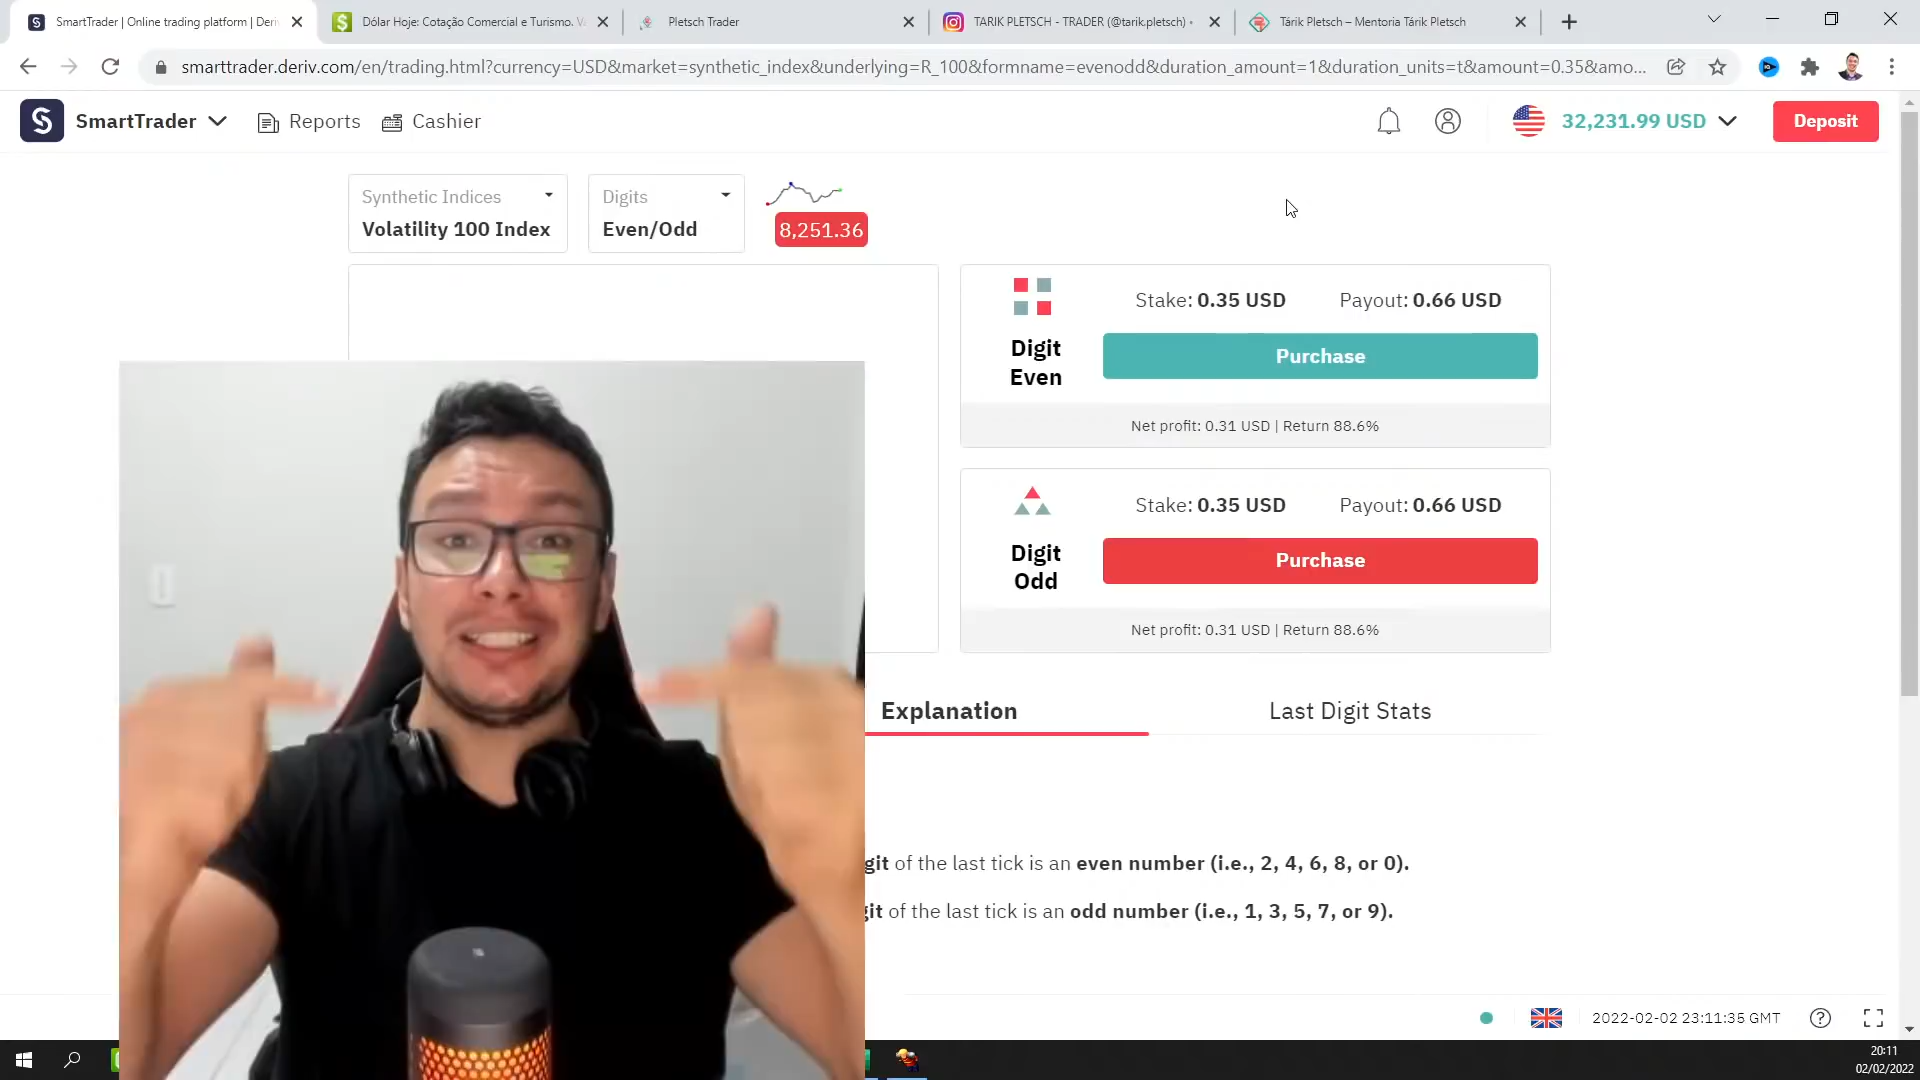 SmartTrader | Online trading platform | Deri
Dólar Hoje: Cotação Comercial e Turismo. V
Pletsch Trader
TARIK PLETSCH - TRADER (@tarik.pletsch) •
Tárik Pletsch – Mentoria Tárik Pletsch
smarttrader.deriv.com/en/trading.html?currency=USD&market=synthetic_index&underlying=R_100&formname=evenodd&duration_amount=1&duration_units=t&amount=0.35&amo...
S
SmartTrader
Reports
Cashier
32,231.99 USD
Deposit
Synthetic Indices
Volatility 100 Index
Digits
Even/Odd
8,251.36
Stake: 0.35 USD
Payout: 0.66 USD
Digit
Even
Purchase
Net profit: 0.31 USD | Return 88.6%
Stake: 0.35 USD
Payout: 0.66 USD
Digit
Odd
Purchase
Net profit: 0.31 USD | Return 88.6%
Explanation
Last Digit Stats
git of the last tick is an even number (i.e., 2, 4, 6, 8, or 0).
git of the last tick is an odd number (i.e., 1, 3, 5, 7, or 9).
2022-02-02 23:11:35 GMT
20:11
02/02/2022